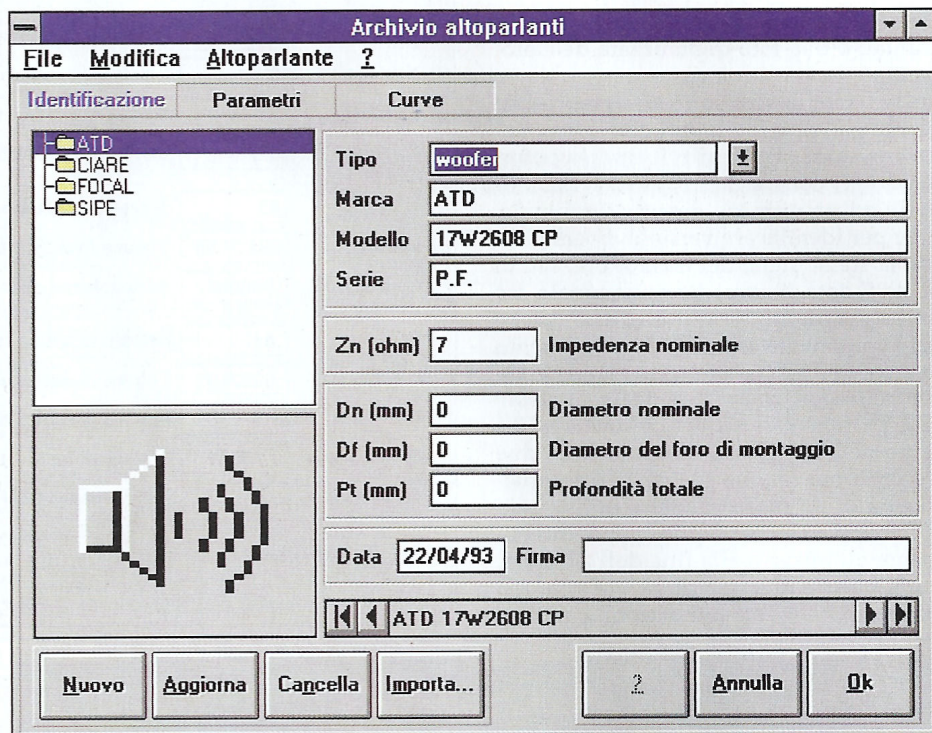 Archivio altoparlanti
File Modifica Altoparlante ?
Identificazione Parametri Curve
ATD
CIARE
FOCAL
SIPE
Tipo woofer
Marca ATD
Modello 17W2608 CP
Serie P.F.
Zn (ohm) 7 Impedenza nominale
Dn (mm) 0 Diametro nominale
Df (mm) 0 Diametro del foro di montaggio
Pt (mm) 0 Profondità totale
Data 22/04/93 Firma
ATD 17W2608 CP
Nuovo Aggiorna Cancella Importa... ? Annulla Ok